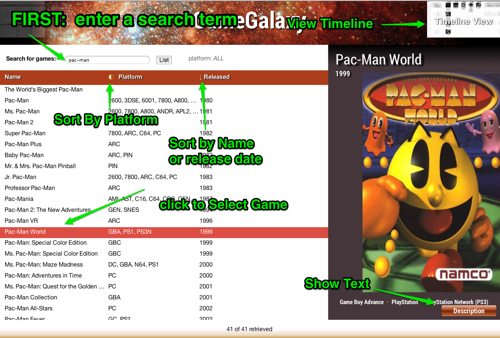 FIRST: enter a search term
View Timeline
Timeline View
Search for games:
pac-man
List
platform: ALL
Name Platform Released
The World's Biggest Pac-Man
Pac-Man 2600, 3DSE, 6001, 7800, A800, ... 1980
Ms. Pac-Man 2600, 7800, A800, ANDR, APL2, ... 1981
Pac-Man 2 1981
Super Pac-Man 7800, ARC, C64, PC 1982
Pac-Man Plus ARC
Baby Pac-Man ARC, PIN
Mr. & Mrs. Pac-Man Pinball PIN
Jr. Pac-Man 2600, 7800, ARC, C64, PC 1983
Professor Pac-Man ARC 1983
Pac-Mania
Pac-Man 2: The New Adventures GEN, SNES
Pac-Man VR ARC 1996
Pac-Man World GBA, PS1, PS3N 1999
Pac-Man: Special Color Edition GBC 1999
Ms. Pac-Man: Special Color Edition GBC 1999
Ms. Pac-Man: Maze Madness DC, GBA, N64, PS1 2000
Pac-Man: Adventures in Time PC 2000
Ms. Pac-Man: Quest for the Golden ... PC 2001
Pac-Man Collection GBA 2001
Pac-Man All-Stars PC 2002
Pac-Man Fever GC, PS2 2002
Sort By Platform
Sort by Name
or release date
click to Select Game
41 of 41 retrieved
Pac-Man World
1999
PAC-MAN
WORLD
namco
Show Text
Game Boy Advance PlayStation PlayStation Network (PS3)
Description